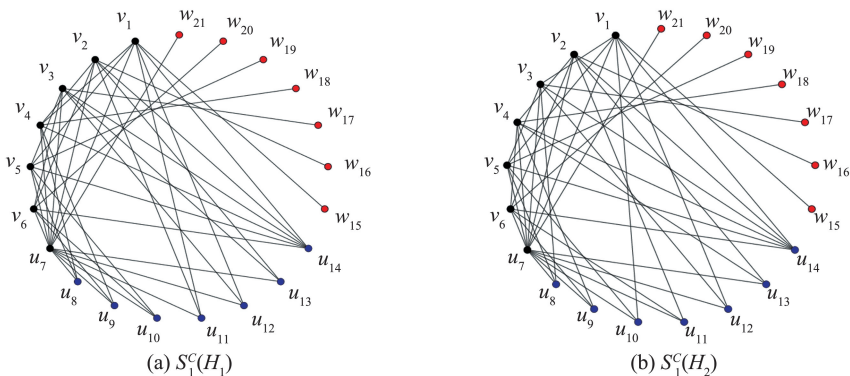 v₁ w₂₁ w₂₀ w₁₉ w₁₈ w₁₇ w₁₆ w₁₅ u₁₄ u₁₃ u₁₂ u₁₁ u₁₀ u₉ u₈ u₇ v₆ v₅ v₄ v₃ v₂
(a) S₁ᶜ(H₁)
v₁ w₂₁ w₂₀ w₁₉ w₁₈ w₁₇ w₁₆ w₁₅ u₁₄ u₁₃ u₁₂ u₁₁ u₁₀ u₉ u₈ u₇ v₆ v₅ v₄ v₃ v₂
(b) S₁ᶜ(H₂)